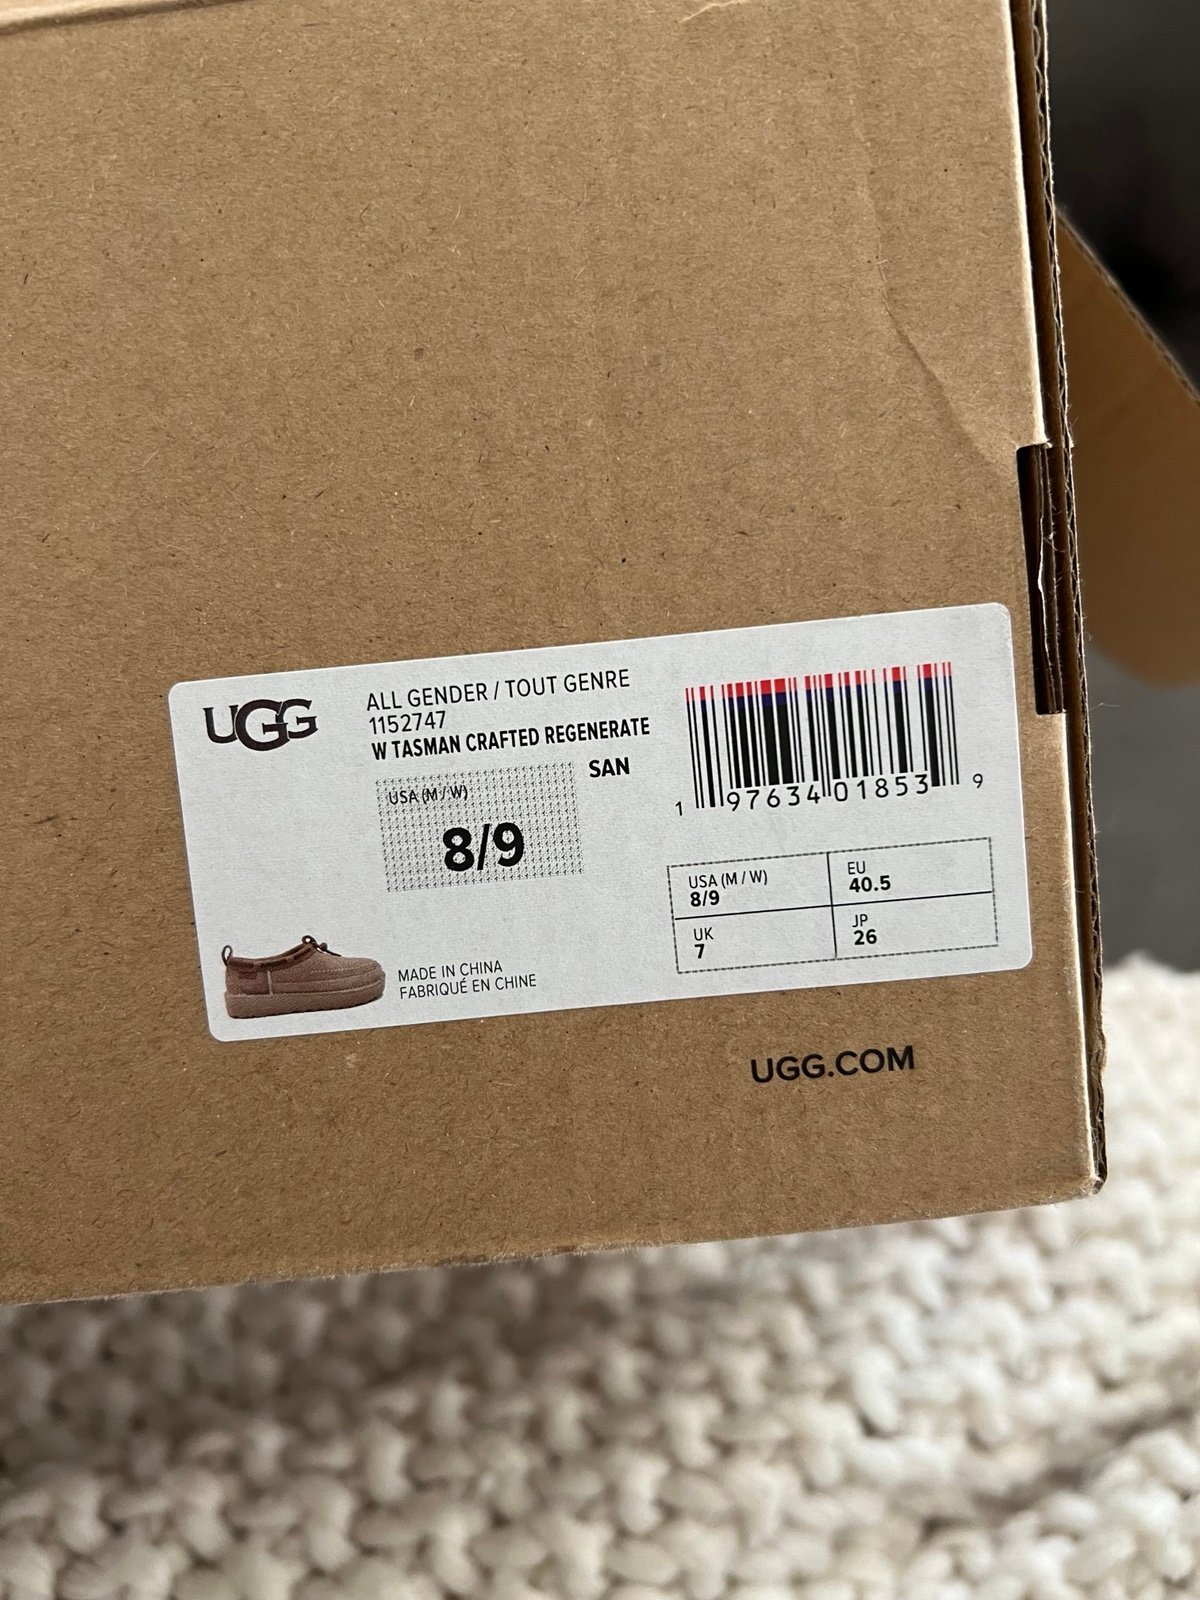 UGG
ALL GENDER / TOUT GENRE
1152747
W TASMAN CRAFTED REGENERATE
SAN
USA (M / W)
8/9
MADE IN CHINA
FABRIQUÉ EN CHINE
1 97634 01853 9
USA (M / W)
8/9
EU
40.5
UK
7
JP
26
UGG.COM